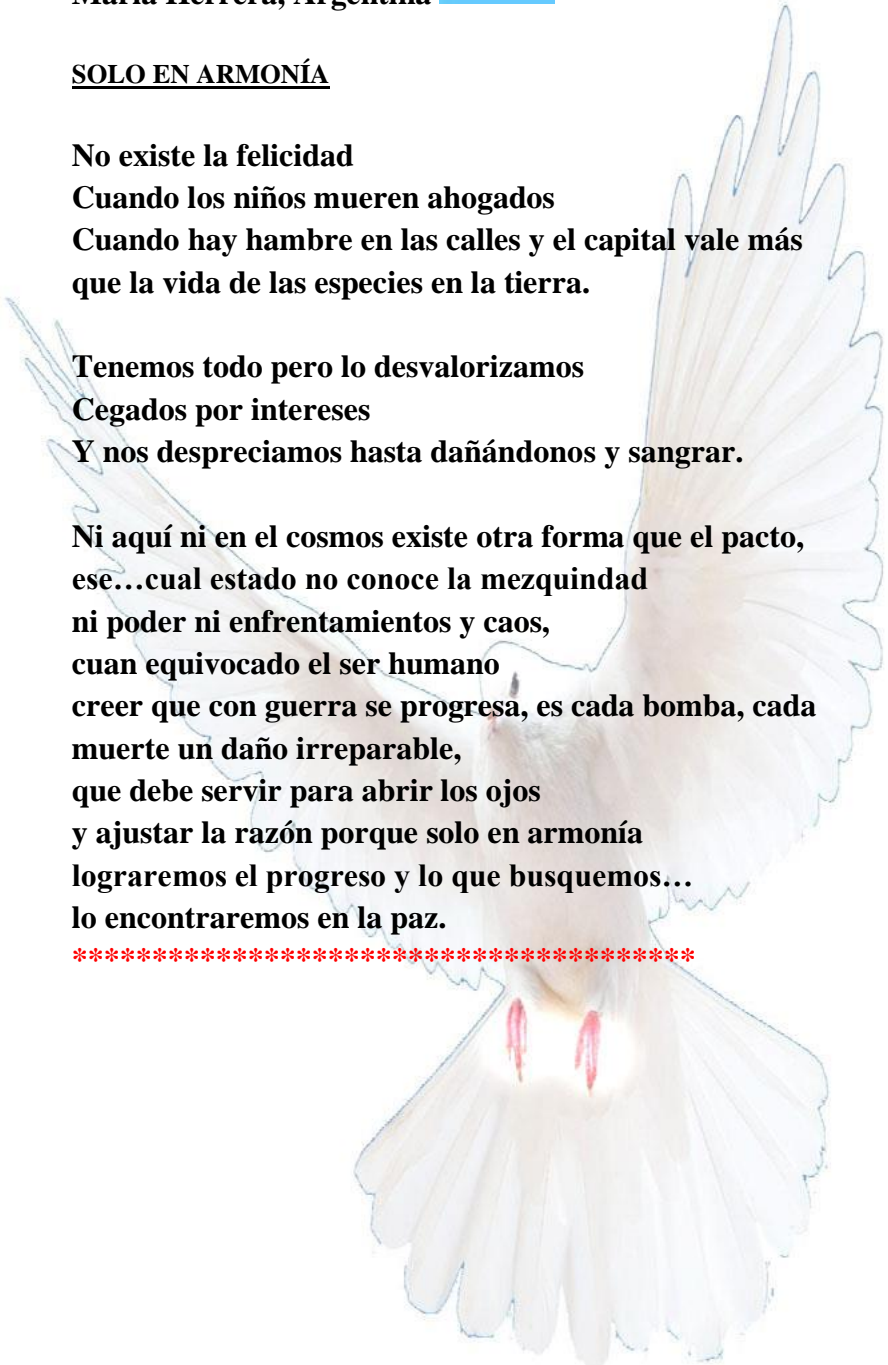 María Herrera, Argentina
SOLO EN ARMONÍA
No existe la felicidad
Cuando los niños mueren ahogados
Cuando hay hambre en las calles y el capital vale más
que la vida de las especies en la tierra.
Tenemos todo pero lo desvalorizamos
Cegados por intereses
Y nos despreciamos hasta dañándonos y sangrar.
Ni aquí ni en el cosmos existe otra forma que el pacto,
ese…cual estado no conoce la mezquindad
ni poder ni enfrentamientos y caos,
cuan equivocado el ser humano
creer que con guerra se progresa, es cada bomba, cada
muerte un daño irreparable,
que debe servir para abrir los ojos
y ajustar la razón porque solo en armonía
lograremos el progreso y lo que busquemos…
lo encontraremos en la paz.
***************************************